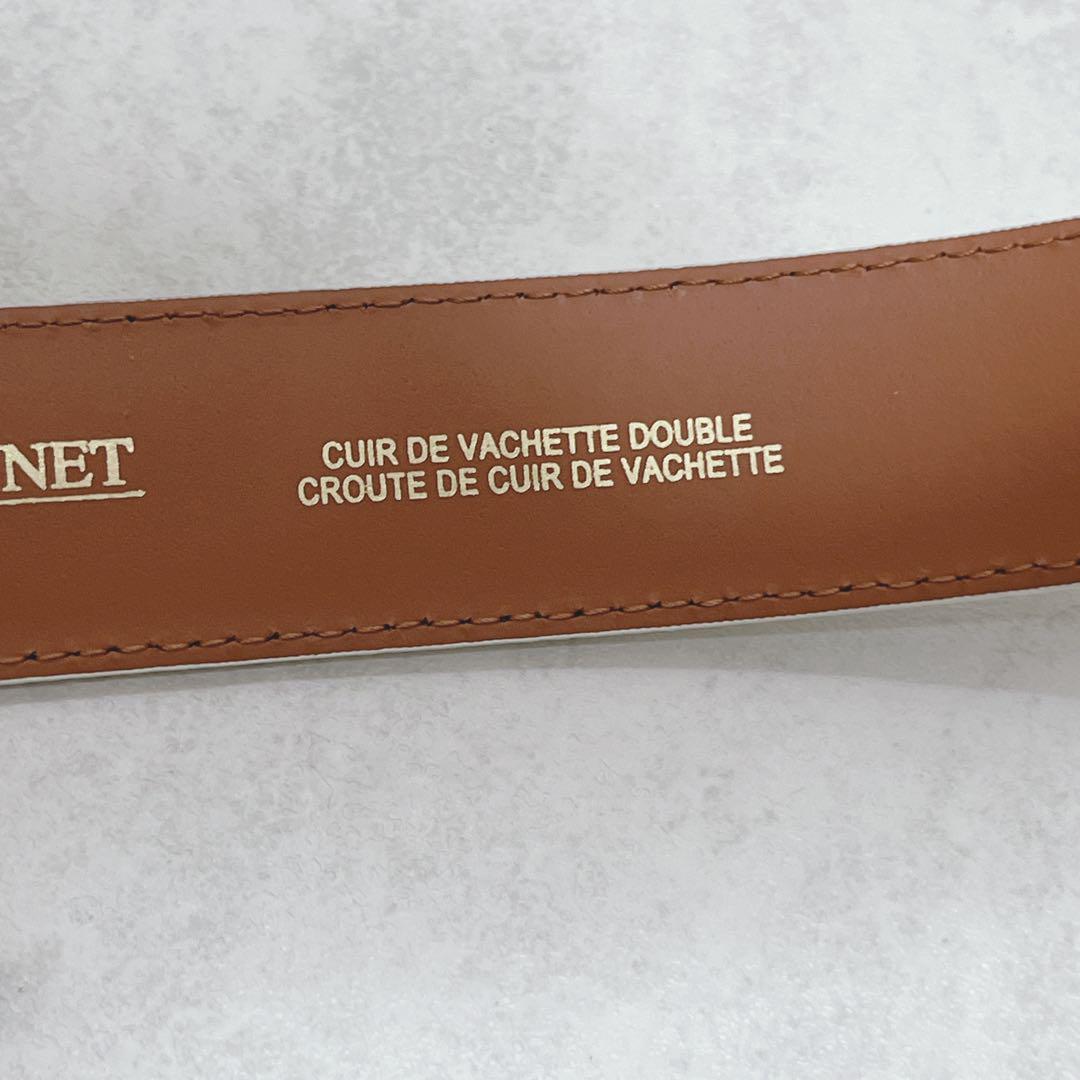 NET
CUIR DE VACHETTE DOUBLE
CROUTE DE CUIR DE VACHETTE